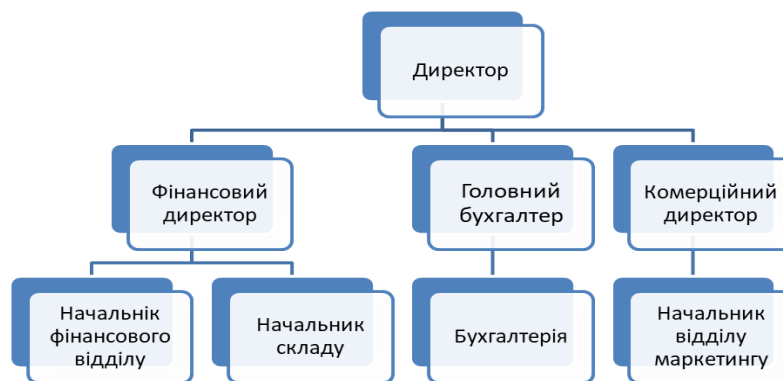 Директор
Фінансовий
директор
Головний
бухгалтер
Комерційний
директор
Начальнік
фінансового
відділу
Начальник
складу
Бухгалтерія
Начальник
відділу
маркетингу